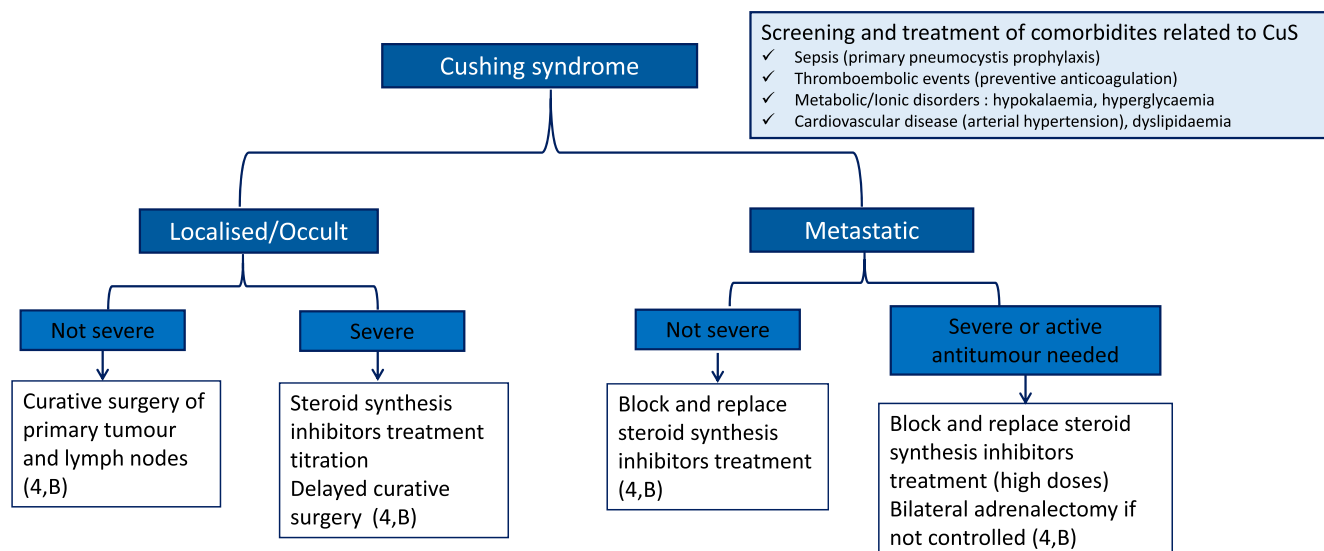 Screening and treatment of comorbidites related to CuS
✓ Sepsis (primary pneumocystis prophylaxis)
✓ Thromboembolic events (preventive anticoagulation)
✓ Metabolic/Ionic disorders : hypokalaemia, hyperglycaemia
✓ Cardiovascular disease (arterial hypertension), dyslipidaemia
Cushing syndrome
Localised/Occult
Metastatic
Not severe
Severe
Not severe
Severe or active
antitumour needed
Curative surgery of
primary tumour
and lymph nodes
(4,B)
Steroid synthesis
inhibitors treatment
titration
Delayed curative
surgery (4,B)
Block and replace
steroid synthesis
inhibitors treatment
(4,B)
Block and replace steroid
synthesis inhibitors
treatment (high doses)
Bilateral adrenalectomy if
not controlled (4,B)